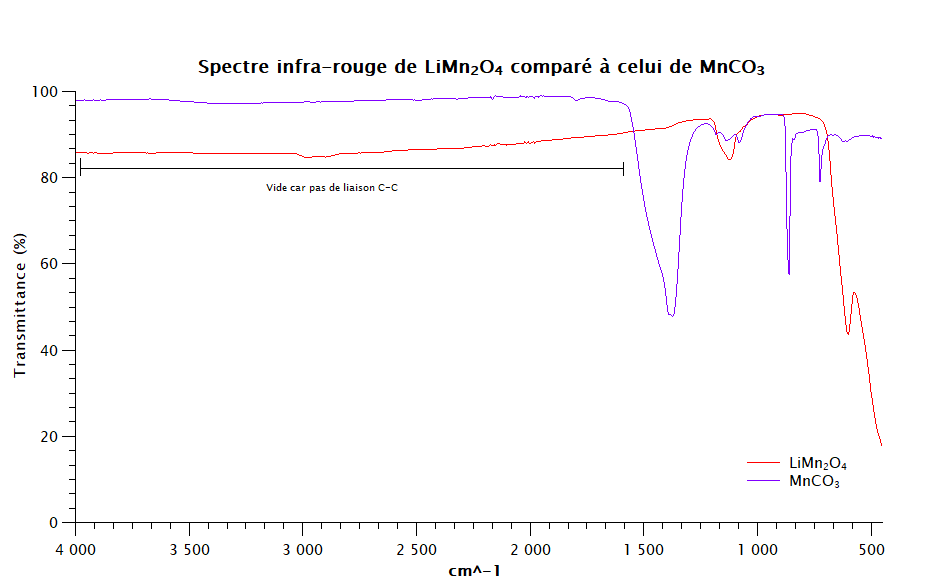 Spectre infra-rouge de LiMn₂O₄ comparé à celui de MnCO₃
100
80
60
40
20
0
Transmittance (%)
Vide car pas de liaison C-C
LiMn₂O₄
MnCO₃
4 000 3 500 3 000 2 500 2 000 1 500 1 000 500
cm^-1